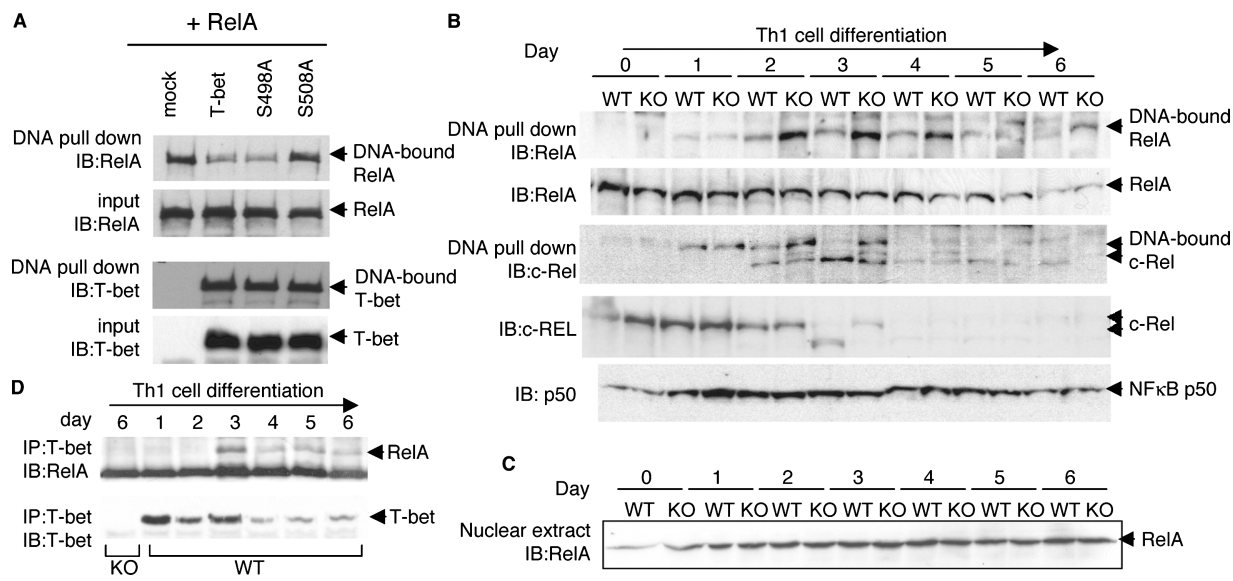 A
+ RelA
mock
T-bet
S498A
S508A
DNA pull down
IB:RelA
DNA-bound
RelA
input
IB:RelA
RelA
DNA pull down
IB:T-bet
DNA-bound
T-bet
input
IB:T-bet
T-bet
B
Th1 cell differentiation
Day
0 1 2 3 4 5 6
WT KO WT KO WT KO WT KO WT KO WT KO WT KO
DNA pull down
IB:RelA
DNA-bound
RelA
IB:RelA
RelA
DNA pull down
IB:c-Rel
DNA-bound
c-Rel
IB:c-REL
c-Rel
IB: p50
NFκB p50
C
Day
0 1 2 3 4 5 6
WT KO WT KO WT KO WT KO WT KO WT KO WT KO
Nuclear extract
IB:RelA
RelA
D
Th1 cell differentiation
day
6 1 2 3 4 5 6
IP:T-bet
IB:RelA
RelA
IP:T-bet
IB:T-bet
T-bet
KO
WT